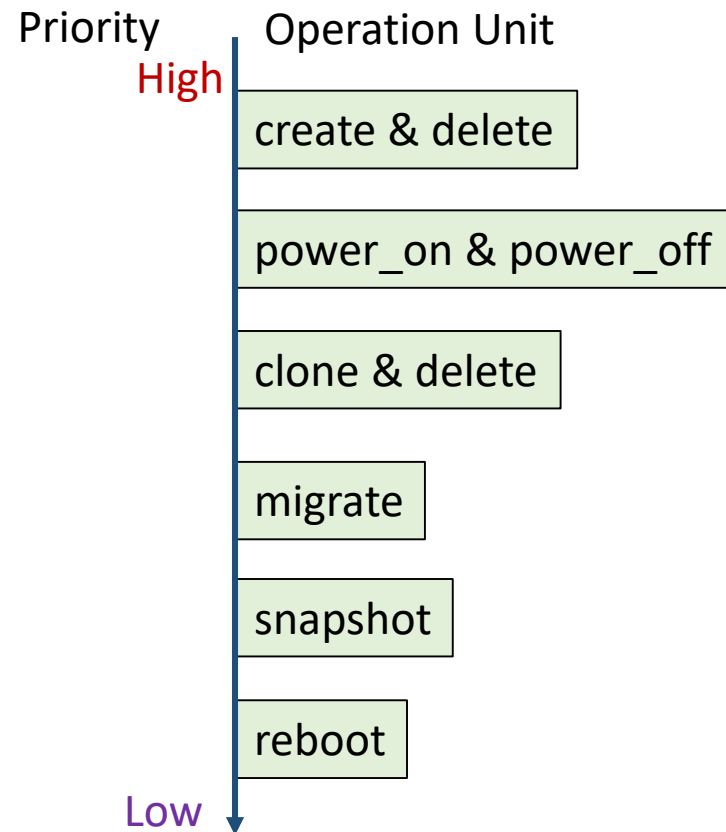 Priority
Operation Unit
High
create & delete
power_on & power_off
clone & delete
migrate
snapshot
reboot
Low